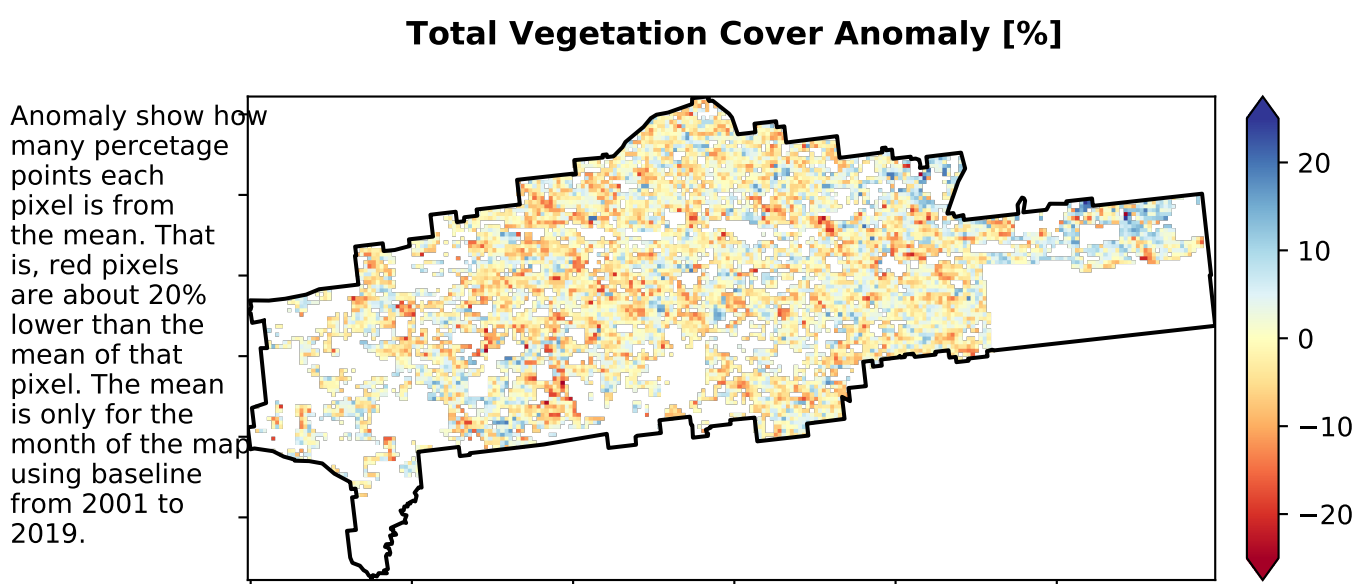 Total Vegetation Cover Anomaly [%]
Anomaly show how
many percetage
points each
pixel is from
the mean. That
is, red pixels
are about 20%
lower than the
mean of that
pixel. The mean
is only for the
month of the map
using baseline
from 2001 to
2019.
20
10
0
−10
−20